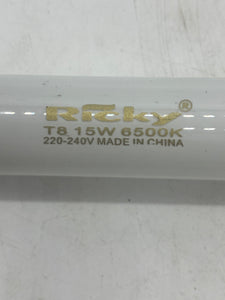 Ricky®
T8 15W 6500K
220-240V MADE IN CHINA